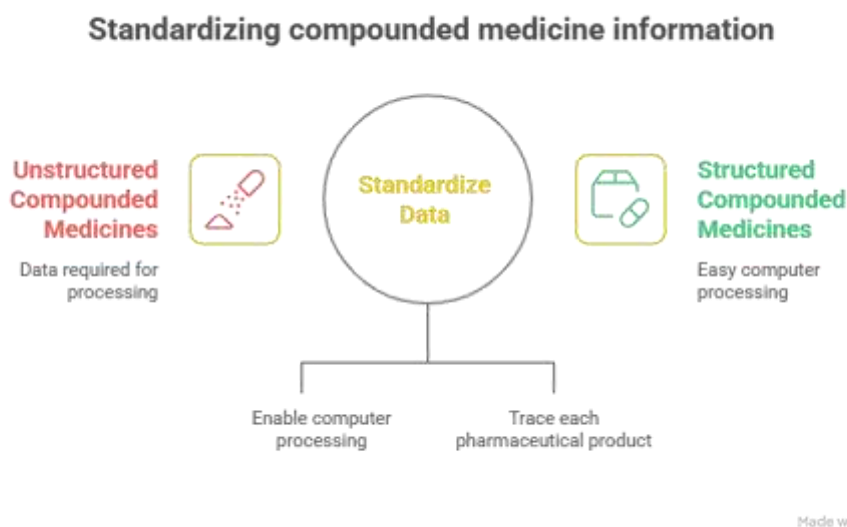 Standardizing compounded medicine information
Unstructured
Compounded
Medicines
Data required for
processing
Standardize
Data
Structured
Compounded
Medicines
Easy computer
processing
Enable computer
processing
Trace each
pharmaceutical product
Made w